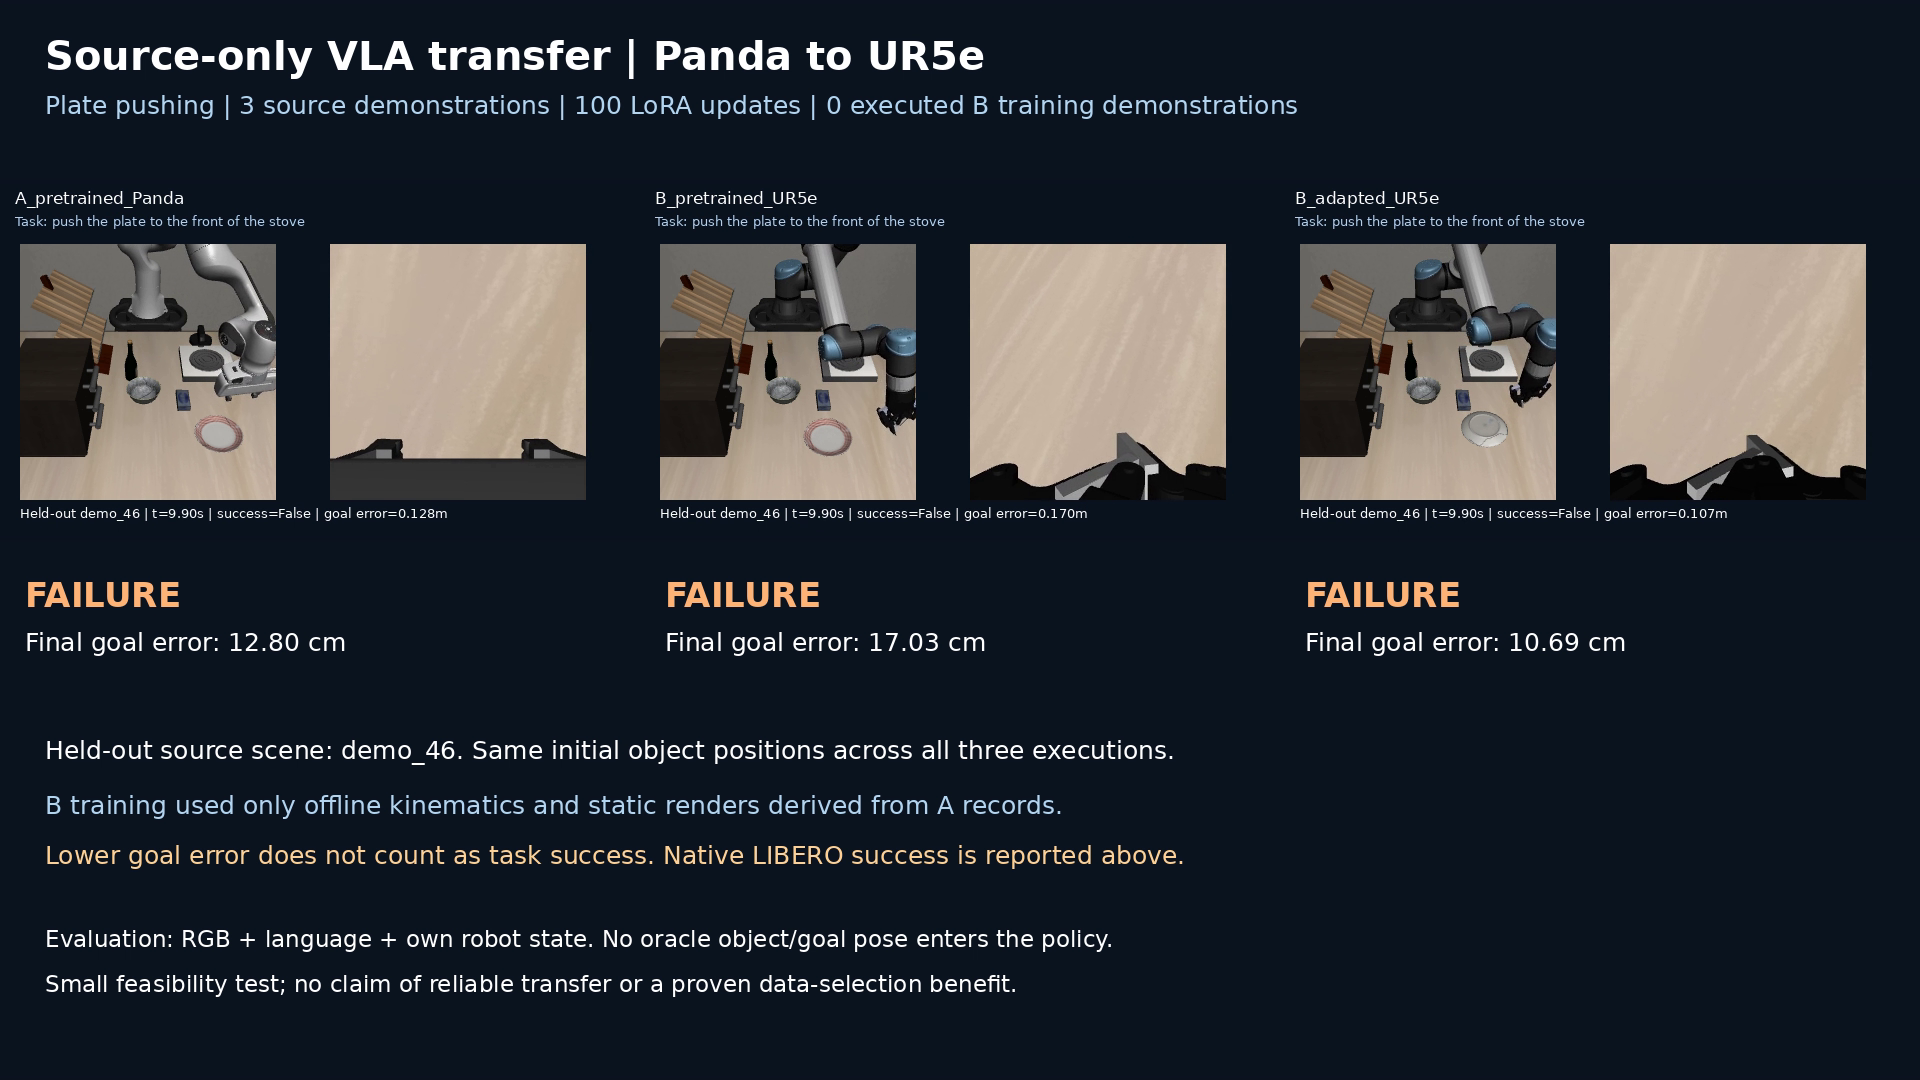 Source-only VLA transfer | Panda to UR5e
Plate pushing | 3 source demonstrations | 100 LoRA updates | 0 executed B training demonstrations
A_pretrained_Panda
Task: push the plate to the front of the stove
Held-out demo_46 | t=9.90s | success=False | goal error=0.128m
FAILURE
Final goal error: 12.80 cm
B_pretrained_UR5e
Task: push the plate to the front of the stove
Held-out demo_46 | t=9.90s | success=False | goal error=0.170m
FAILURE
Final goal error: 17.03 cm
B_adapted_UR5e
Task: push the plate to the front of the stove
Held-out demo_46 | t=9.90s | success=False | goal error=0.107m
FAILURE
Final goal error: 10.69 cm
Held-out source scene: demo_46. Same initial object positions across all three executions.
B training used only offline kinematics and static renders derived from A records.
Lower goal error does not count as task success. Native LIBERO success is reported above.
Evaluation: RGB + language + own robot state. No oracle object/goal pose enters the policy.
Small feasibility test; no claim of reliable transfer or a proven data-selection benefit.